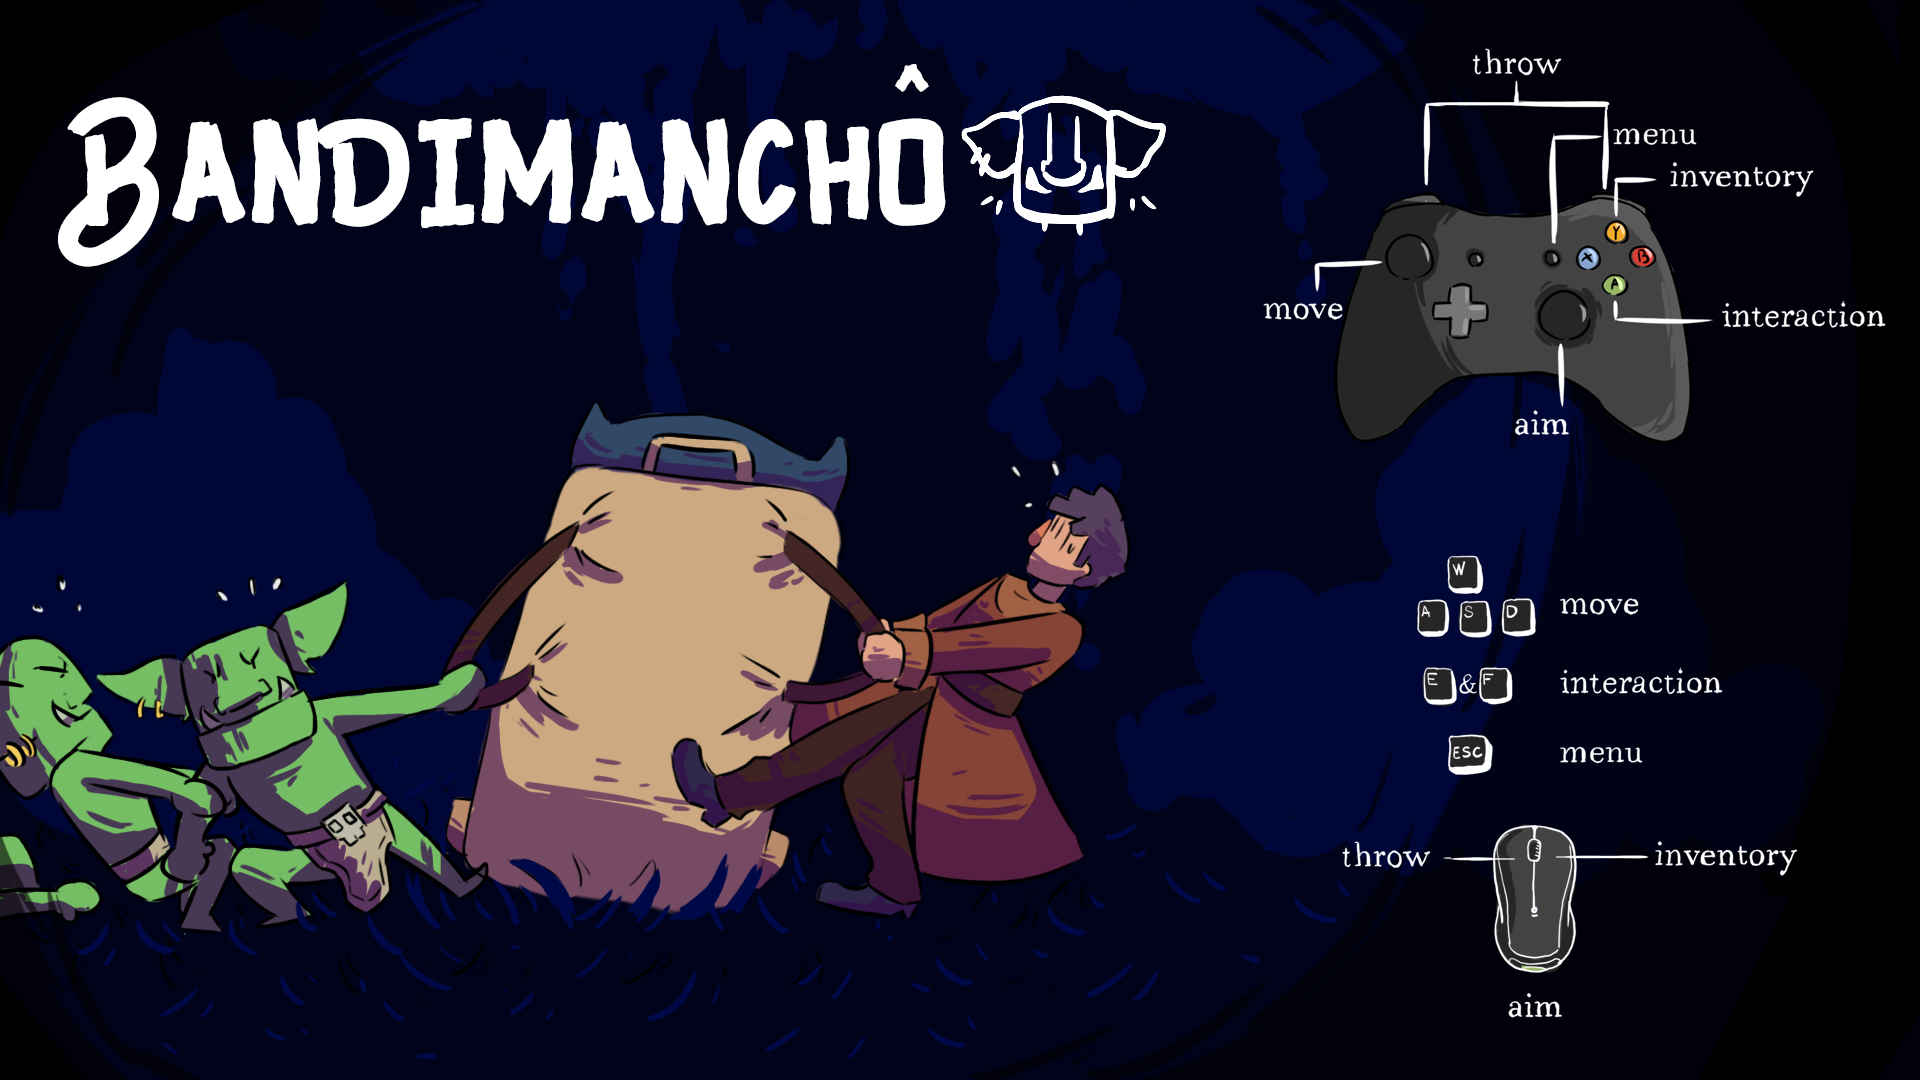 BANDIMANCHÔ
throw
menu
inventory
Y
X B
A
move
interaction
aim
W
A S D move
E & F interaction
ESC menu
throw inventory
aim